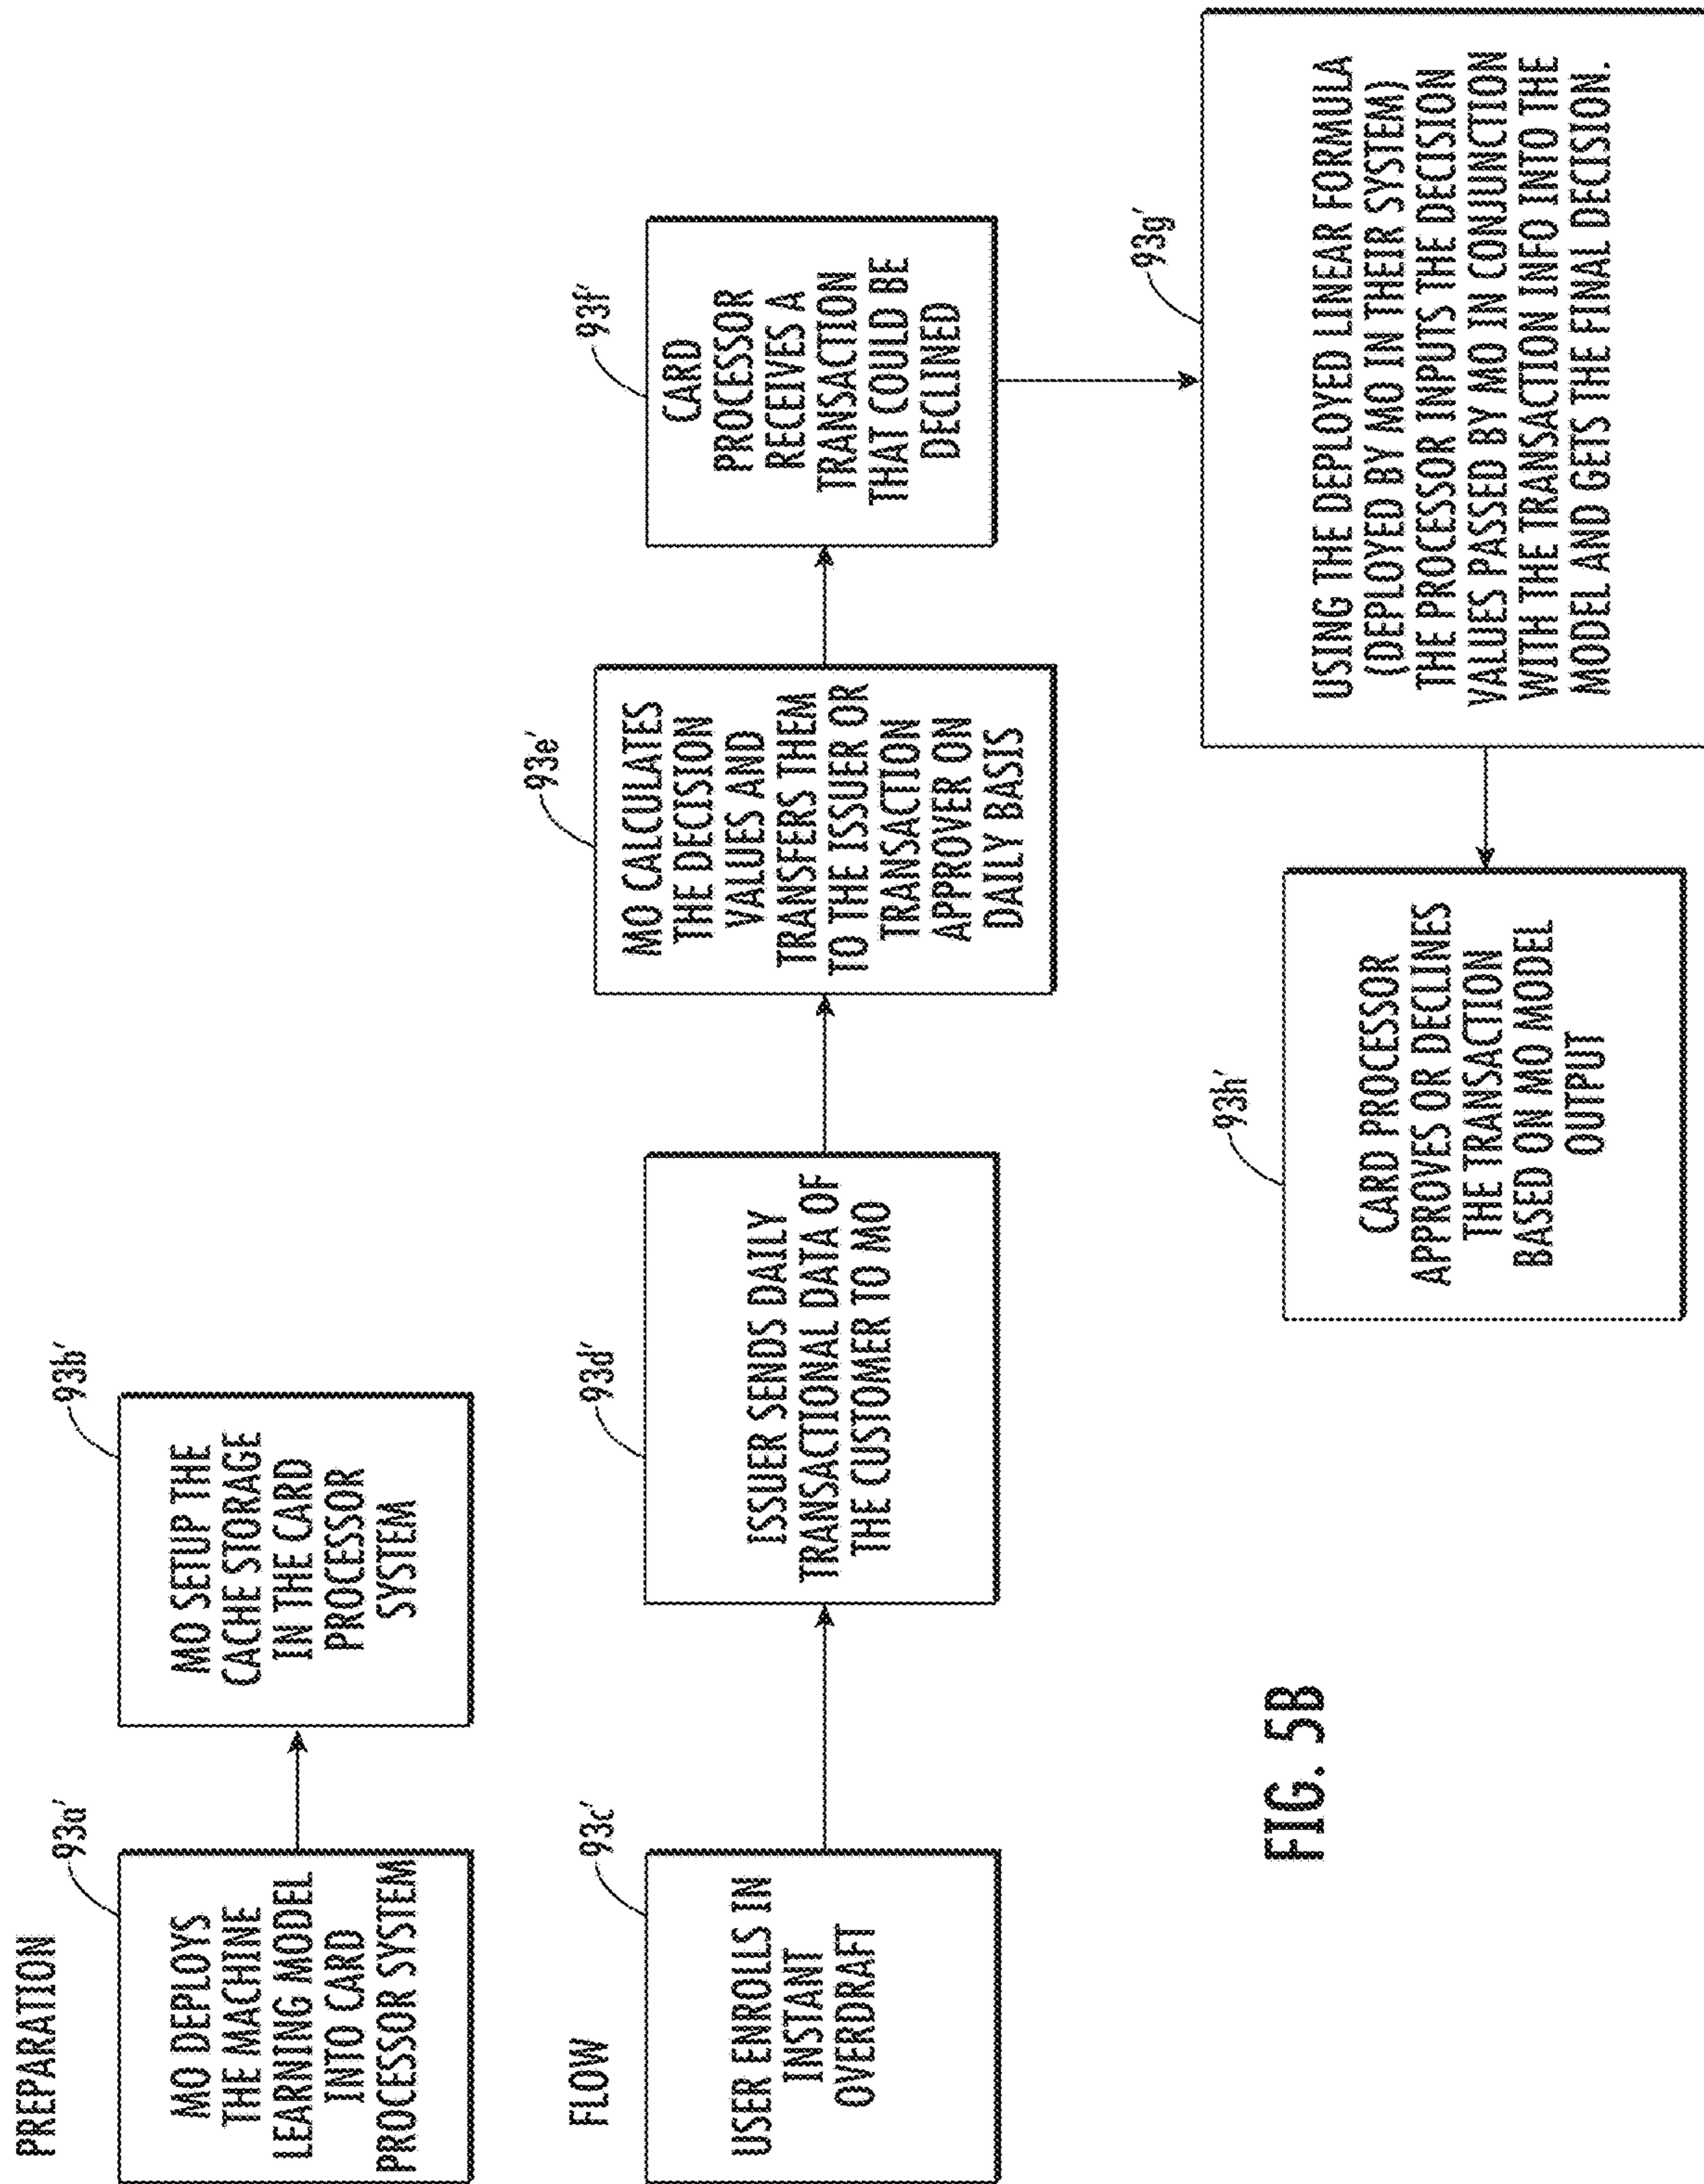 PREPARATION
93a'
MO DEPLOYS
THE MACHINE
LEARNING MODEL
INTO CARD
PROCESSOR SYSTEM
93b'
MO SETUP THE
CACHE STORAGE
IN THE CARD
PROCESSOR
SYSTEM
FLOW
93c'
USER ENROLLS IN
INSTANT
OVERDRAFT
93d'
ISSUER SENDS DAILY
TRANSACTIONAL DATA OF
THE CUSTOMER TO MO
93e'
MO CALCULATES
THE DECISION
VALUES AND
TRANSFERS THEM
TO THE ISSUER OR
TRANSACTION
APPROVER ON
DAILY BASIS
93f'
CARD
PROCESSOR
RECEIVES A
TRANSACTION
THAT COULD BE
DECLINED
93g'
USING THE DEPLOYED LINEAR FORMULA
(DEPLOYED BY MO IN THEIR SYSTEM)
THE PROCESSOR INPUTS THE DECISION
VALUES PASSED BY MO IN CONJUNCTION
WITH THE TRANSACTION INFO INTO THE
MODEL AND GETS THE FINAL DECISION.
93h'
CARD PROCESSOR
APPROVES OR DECLINES
THE TRANSACTION
BASED ON MO MODEL
OUTPUT
FIG. 5B